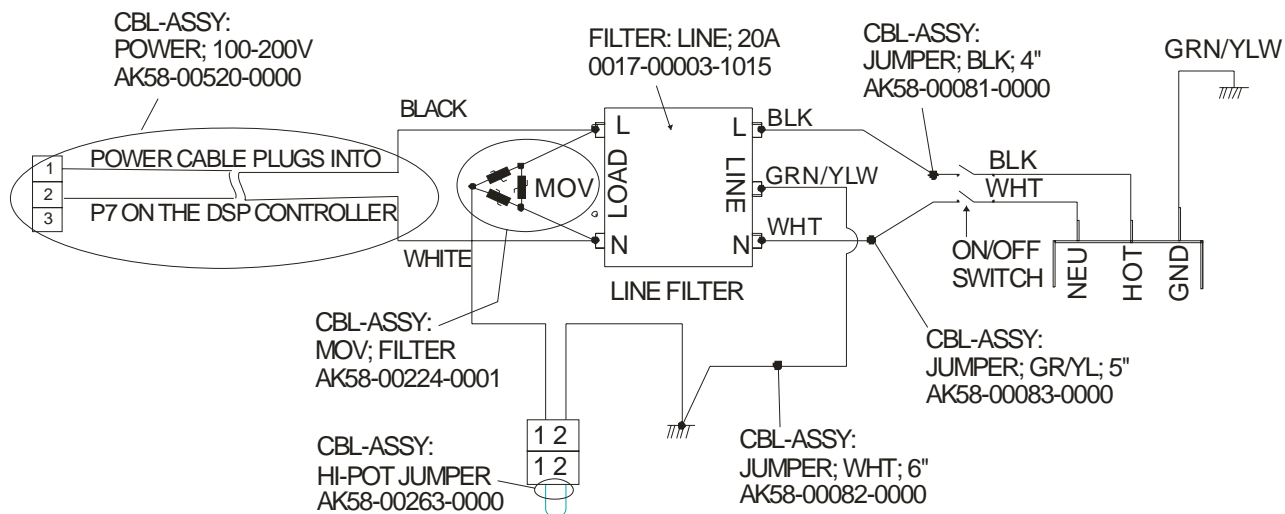 CBL-ASSY:
POWER; 100-200V
AK58-00520-0000
FILTER: LINE; 20A
0017-00003-1015
CBL-ASSY:
JUMPER; BLK; 4"
AK58-00081-0000
GRN/YLW
BLACK
L
L
BLK
1
POWER CABLE PLUGS INTO
2
3
P7 ON THE DSP CONTROLLER
MOV
LOAD
LINE
GRN/YLW
BLK
WHT
WHITE
N
N
WHT
ON/OFF
SWITCH
NEU
HOT
GND
LINE FILTER
CBL-ASSY:
MOV; FILTER
AK58-00224-0001
CBL-ASSY:
JUMPER; GR/YL; 5"
AK58-00083-0000
1 2
1 2
CBL-ASSY:
HI-POT JUMPER
AK58-00263-0000
CBL-ASSY:
JUMPER; WHT; 6"
AK58-00082-0000